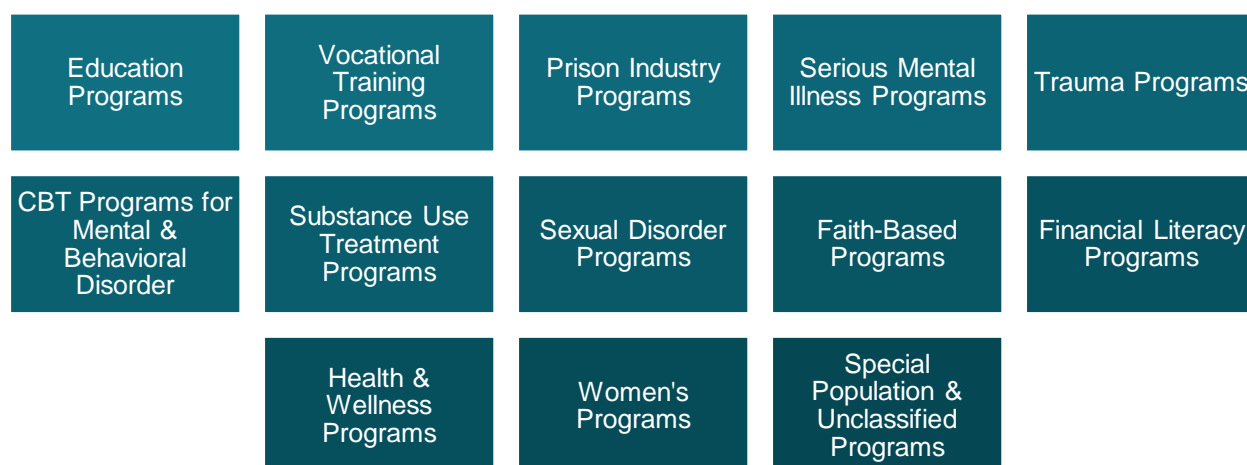 Education
Programs
Vocational
Training
Programs
Prison Industry
Programs
Serious Mental
Illness Programs
Trauma Programs
CBT Programs for
Mental &
Behavioral
Disorder
Substance Use
Treatment
Programs
Sexual Disorder
Programs
Faith-Based
Programs
Financial Literacy
Programs
Health &
Wellness
Programs
Women's
Programs
Special
Population &
Unclassified
Programs